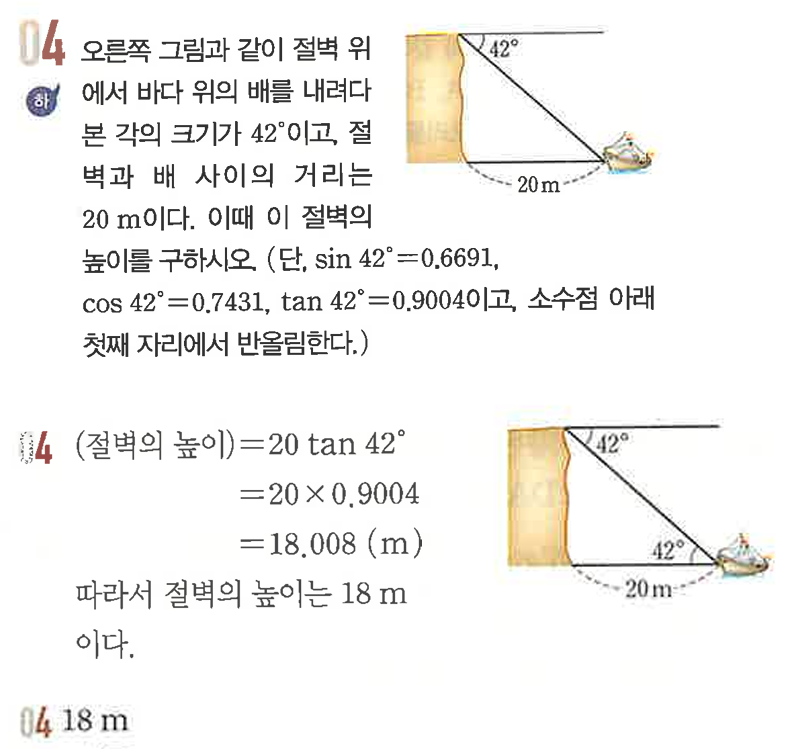 04 오른쪽 그림과 같이 절벽 위
하 에서 바다 위의 배를 내려다
본 각의 크기가 42°이고, 절
벽과 배 사이의 거리는
20 m이다. 이때 이 절벽의
높이를 구하시오. (단, sin 42°=0.6691,
cos 42°=0.7431, tan 42°=0.9004이고, 소수점 아래
첫째 자리에서 반올림한다.)
42°
20 m
04 (절벽의 높이)=20 tan 42°
=20×0.9004
=18.008 (m)
따라서 절벽의 높이는 18 m
이다.
42°
42°
20 m
04 18 m